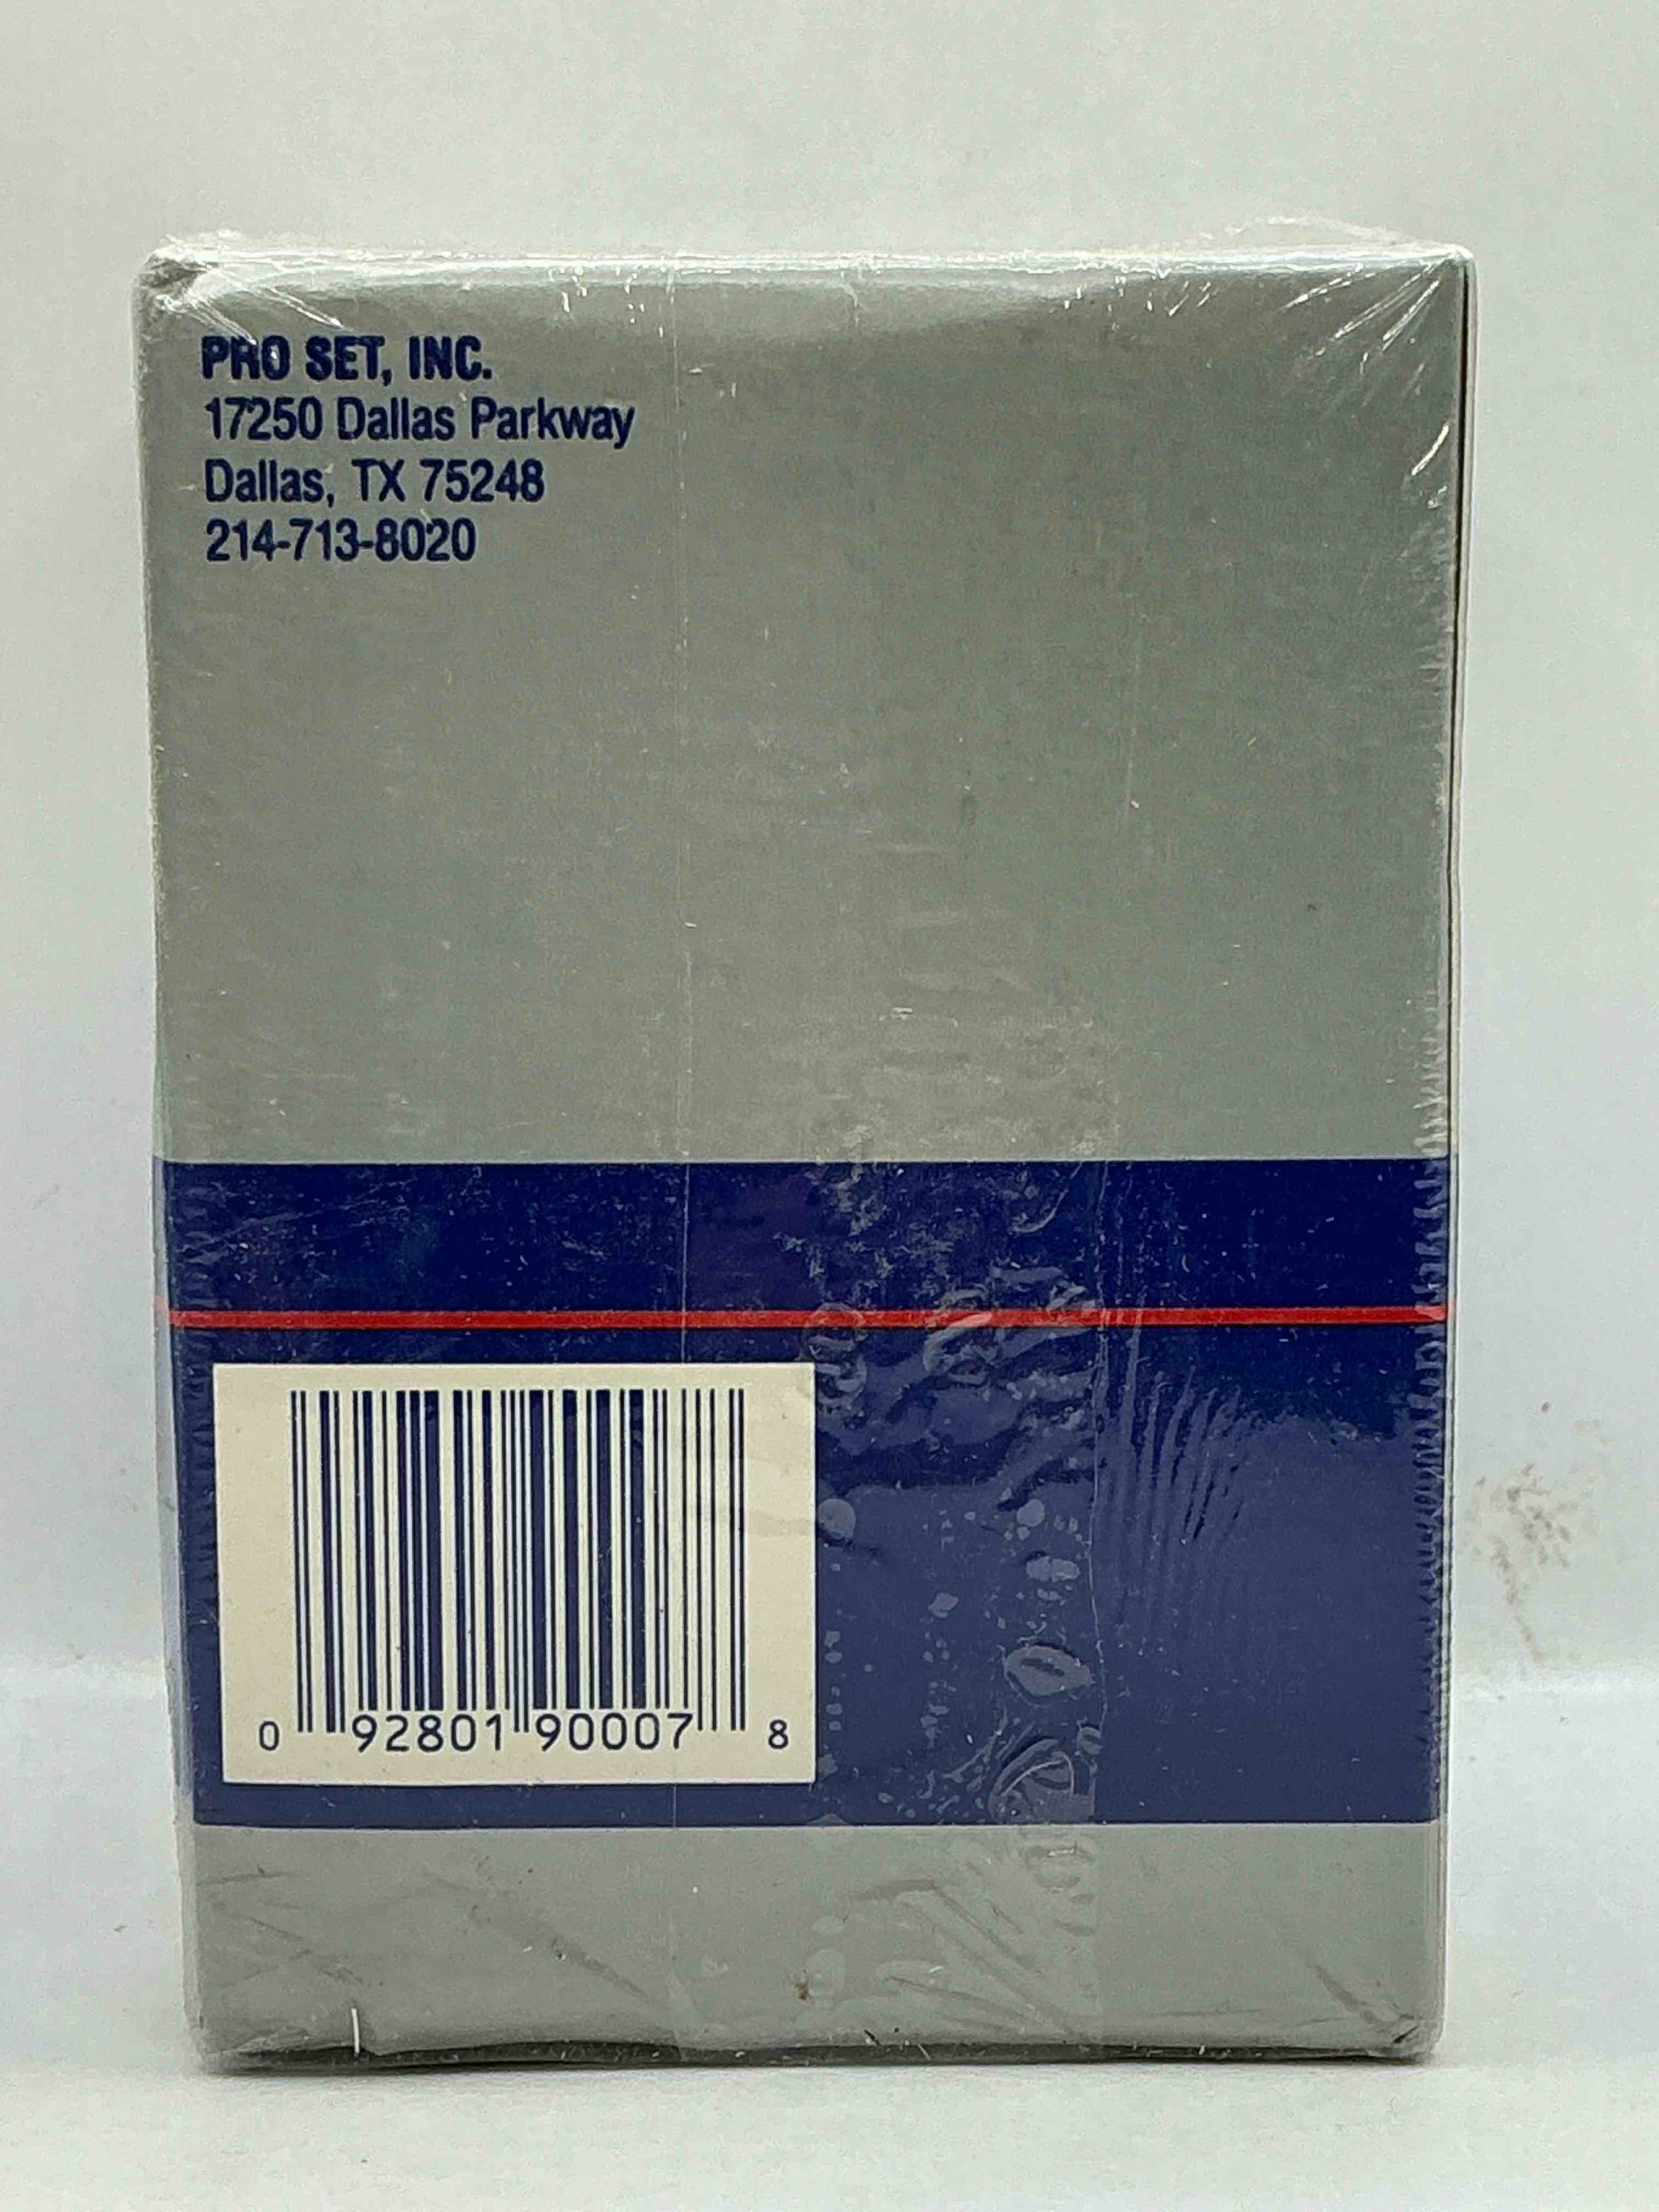 PRO SET, INC.
17250 Dallas Parkway
Dallas, TX 75248
214-713-8020
0 92801 90007 8